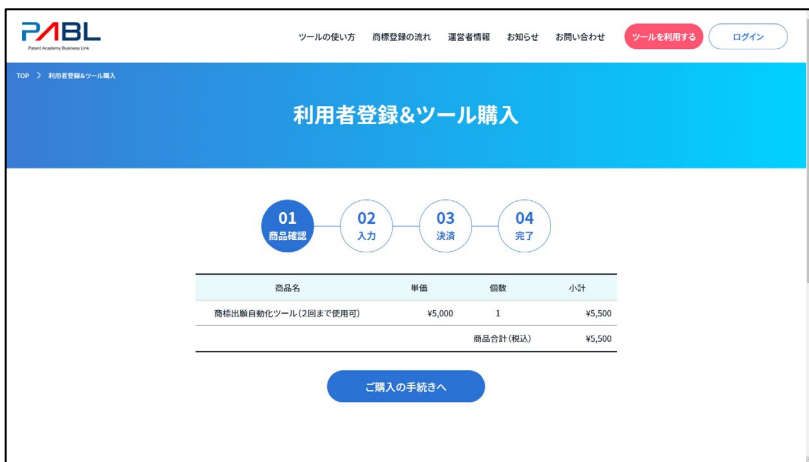 PABL
Patent Academy Business Link
ツールの使い方 商標登録の流れ 運営者情報 お知らせ お問い合わせ ツールを利用する ログイン
TOP > 利用者登録&ツール購入
利用者登録&ツール購入
01 02 03 04
商品確認 入力 決済 完了
商品名 単価 個数 小計
商標出願自動化ツール(2回まで使用可) ¥5,000 1 ¥5,500
商品合計(税込) ¥5,500
ご購入の手続きへ